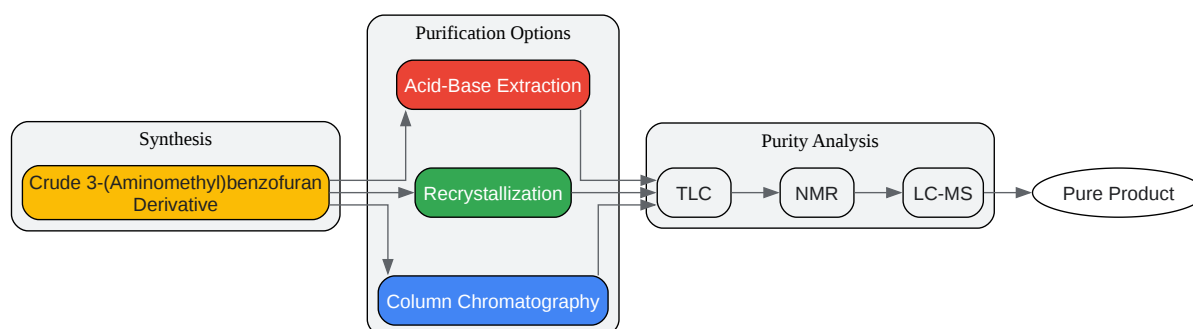 Synthesis
Crude 3-(Aminomethyl)benzofuran
Derivative
Purification Options
Acid-Base Extraction
Recrystallization
Column Chromatography
Purity Analysis
TLC
NMR
LC-MS
Pure Product